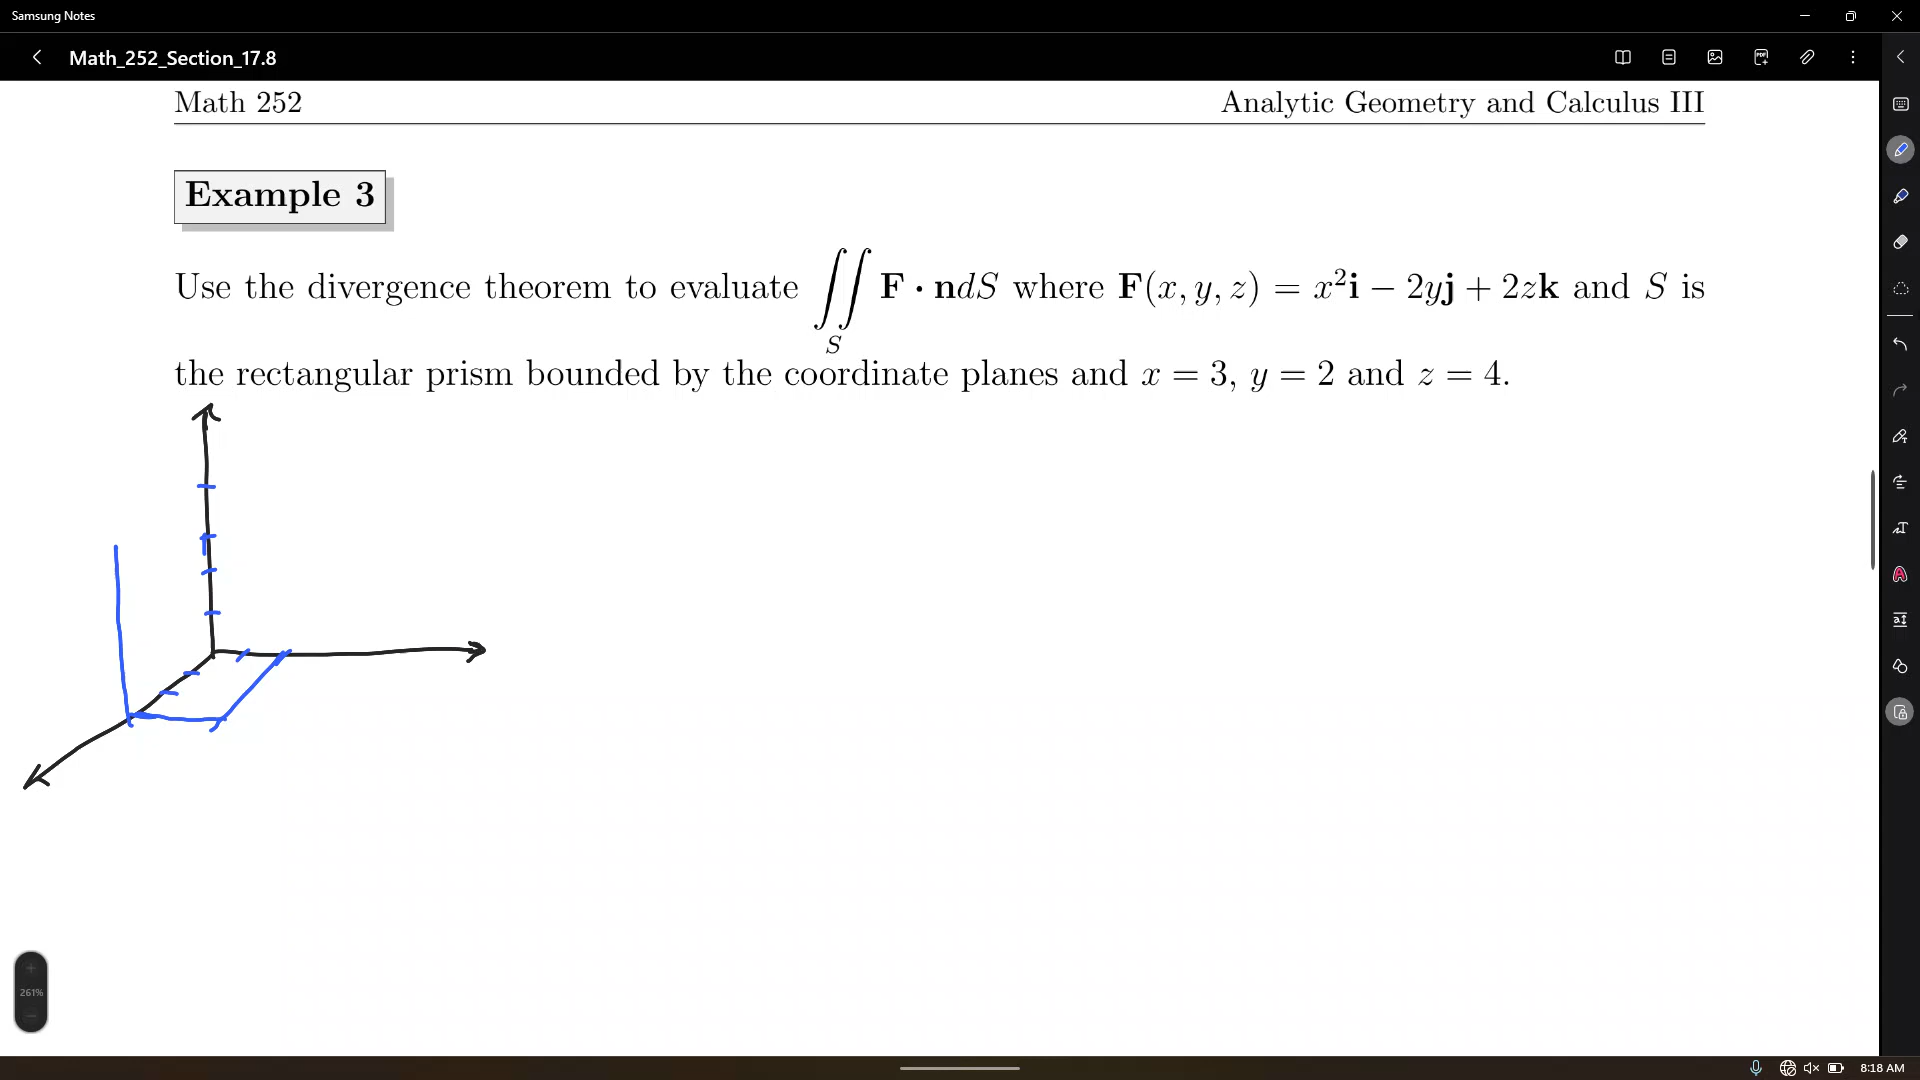 Samsung Notes
Math_252_Section_17.8
Math 252
Analytic Geometry and Calculus III
Example 3
Use the divergence theorem to evaluate ∬_S F · n dS where F(x, y, z) = x²i − 2yj + 2zk and S is
the rectangular prism bounded by the coordinate planes and x = 3, y = 2 and z = 4.
261%
8:18 AM